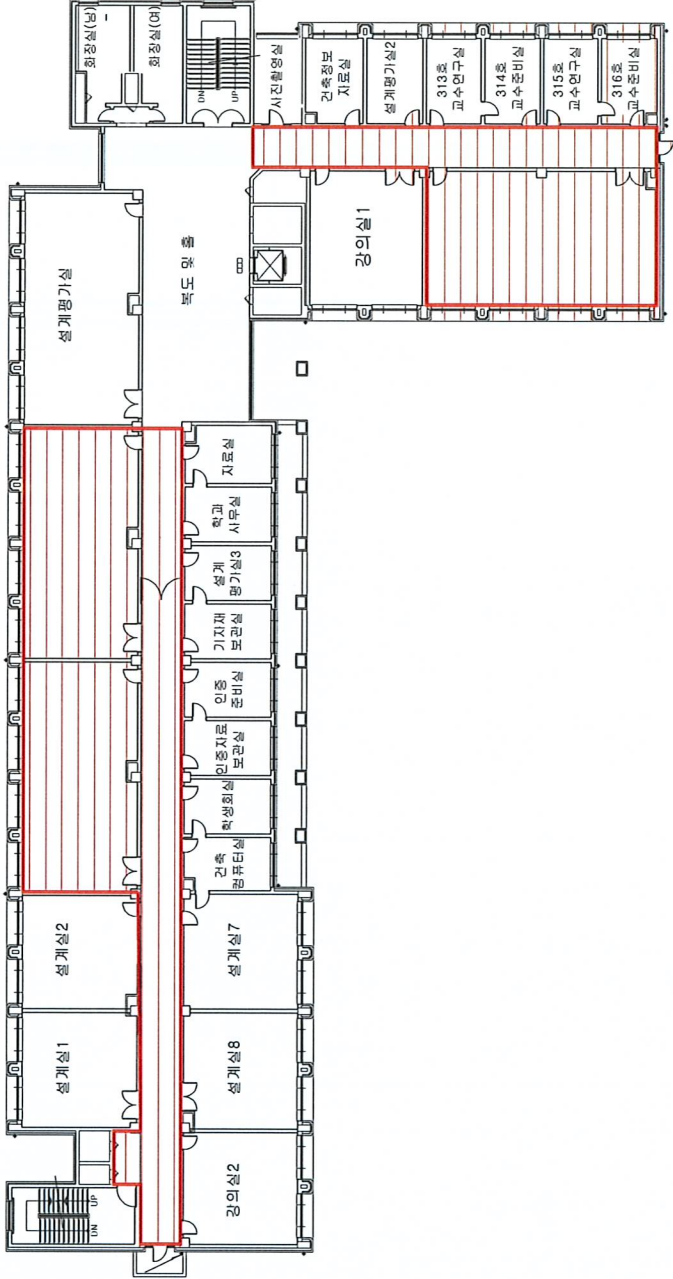 화장실(남)
화장실(여)
DN
UP
사진촬영실
건축정보
자료실
설계평가실2
313호
교수연구실
314호
교수준비실
315호
교수연구실
316호
교수준비실
강의실1
복도 및 홀
설계평가실
자료실
학과
사무실
설계
평가실3
기자재
보관실
인증
준비실
인증자료
보관실
학생회실
건축
컴퓨터실
설계실2
설계실7
설계실1
설계실8
강의실2
UP
DN